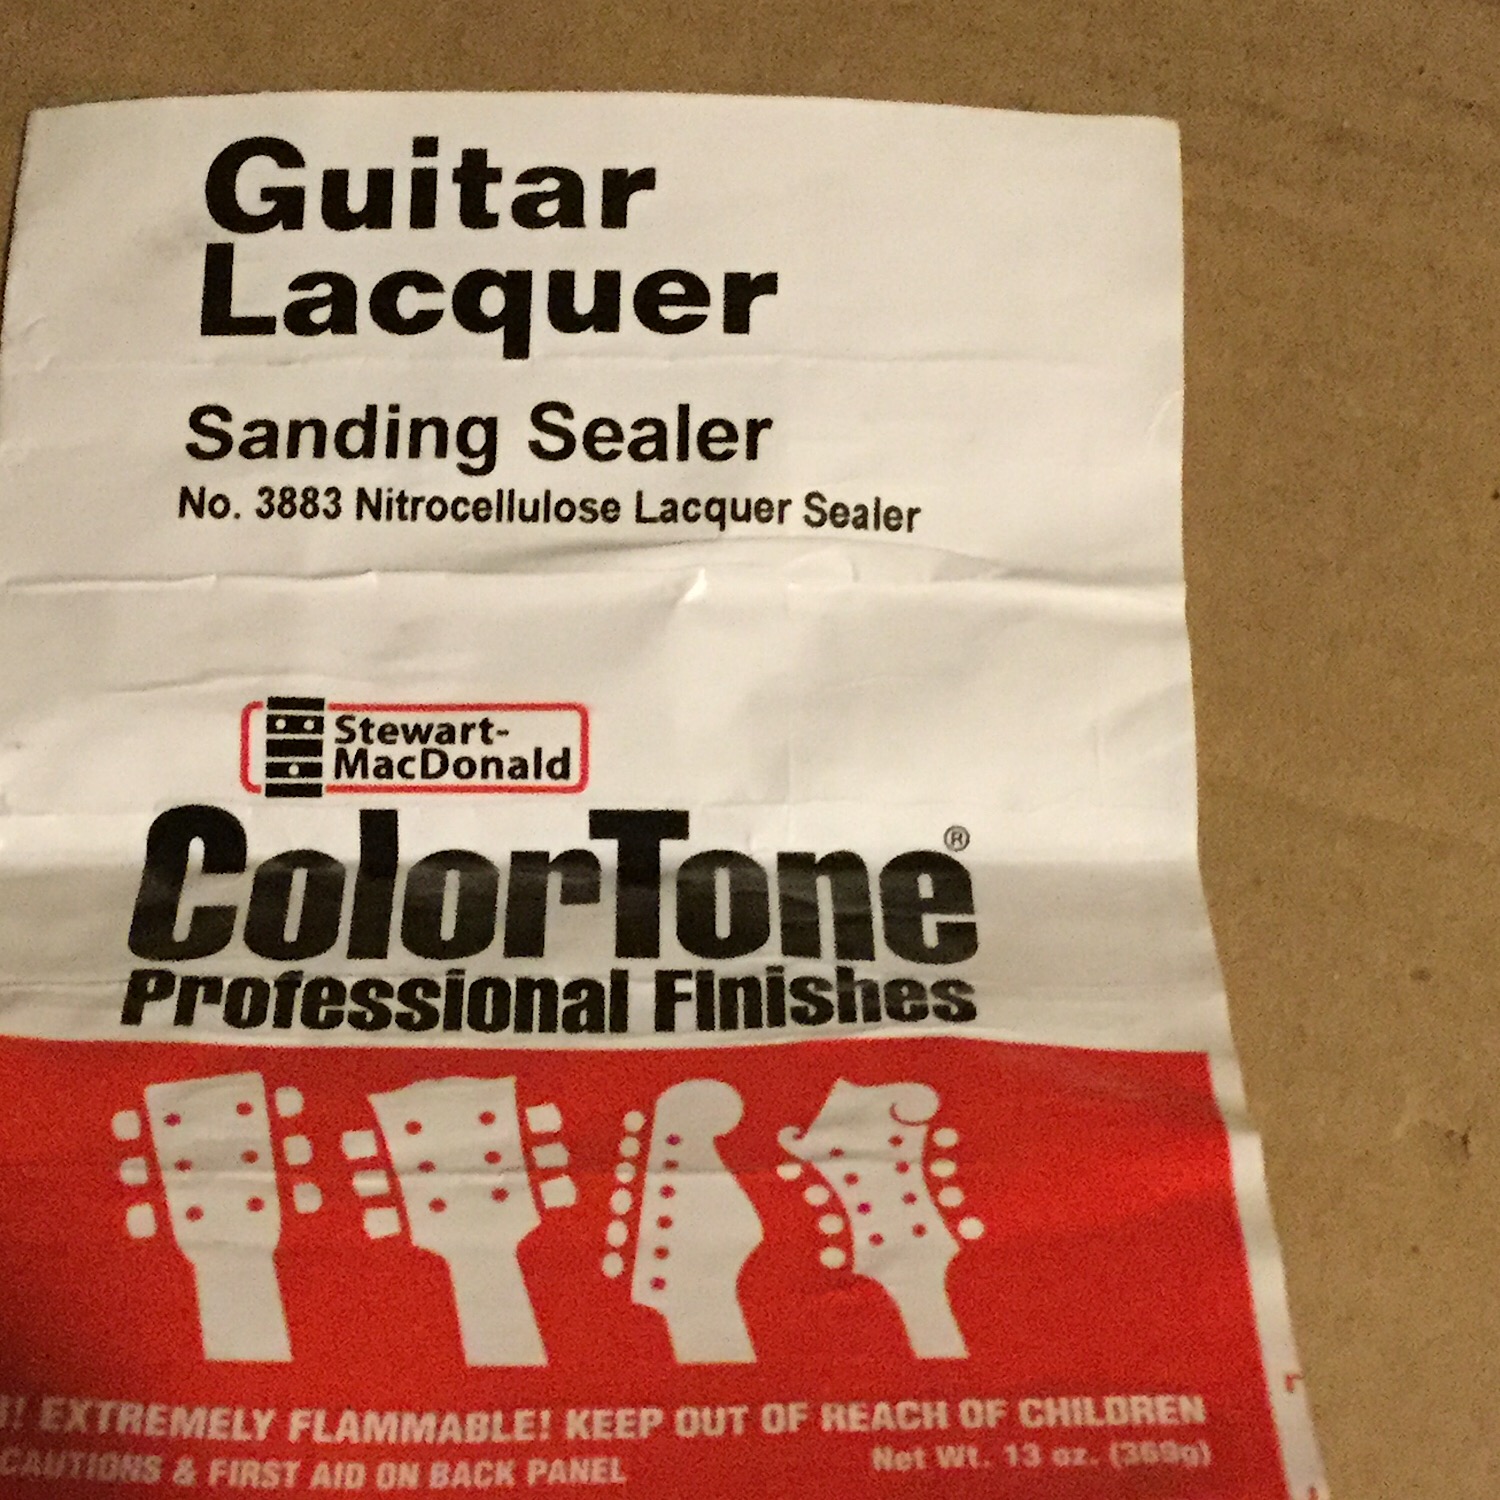 Guitar
Lacquer
Sanding Sealer
No. 3883 Nitrocellulose Lacquer Sealer
Stewart-
MacDonald
ColorTone®
Professional Finishes
! EXTREMELY FLAMMABLE! KEEP OUT OF REACH OF CHILDREN
CAUTIONS & FIRST AID ON BACK PANEL
Net Wt. 13 oz. (369g)